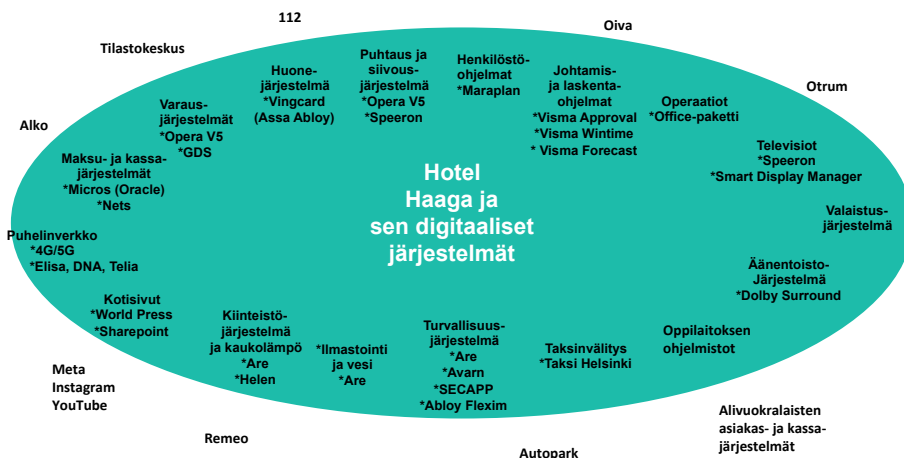 112
Oiva
Tilastokeskus
Otrum
Alko
Puhtaus ja
siivous-
järjestelmä
*Opera V5
*Speeron
Henkilöstö-
ohjelmat
*Maraplan
Huone-
järjestelmä
*Vingcard
(Assa Abloy)
Johtamis-
ja laskenta-
ohjelmat
*Visma Approval
*Visma Wintime
* Visma Forecast
Operaatiot
*Office-paketti
Varaus-
järjestelmät
*Opera V5
*GDS
Televisiot
*Speeron
*Smart Display Manager
Maksu- ja kassa-
järjestelmät
*Micros (Oracle)
*Nets
Hotel
Haaga ja
sen digitaaliset
järjestelmät
Valaistus-
järjestelmä
Puhelinverkko
*4G/5G
*Elisa, DNA, Telia
Äänentoisto-
Järjestelmä
*Dolby Surround
Kotisivut
*World Press
*Sharepoint
Kiinteistö-
järjestelmä
ja kaukolämpö
*Are
*Helen
*Ilmastointi
ja vesi
*Are
Turvallisuus-
järjestelmä
*Are
*Avarn
*SECAPP
*Abloy Flexim
Taksinvälitys
*Taksi Helsinki
Oppilaitoksen
ohjelmistot
Meta
Instagram
YouTube
Remeo
Autopark
Alivuokralaisten
asiakas- ja kassa-
järjestelmät